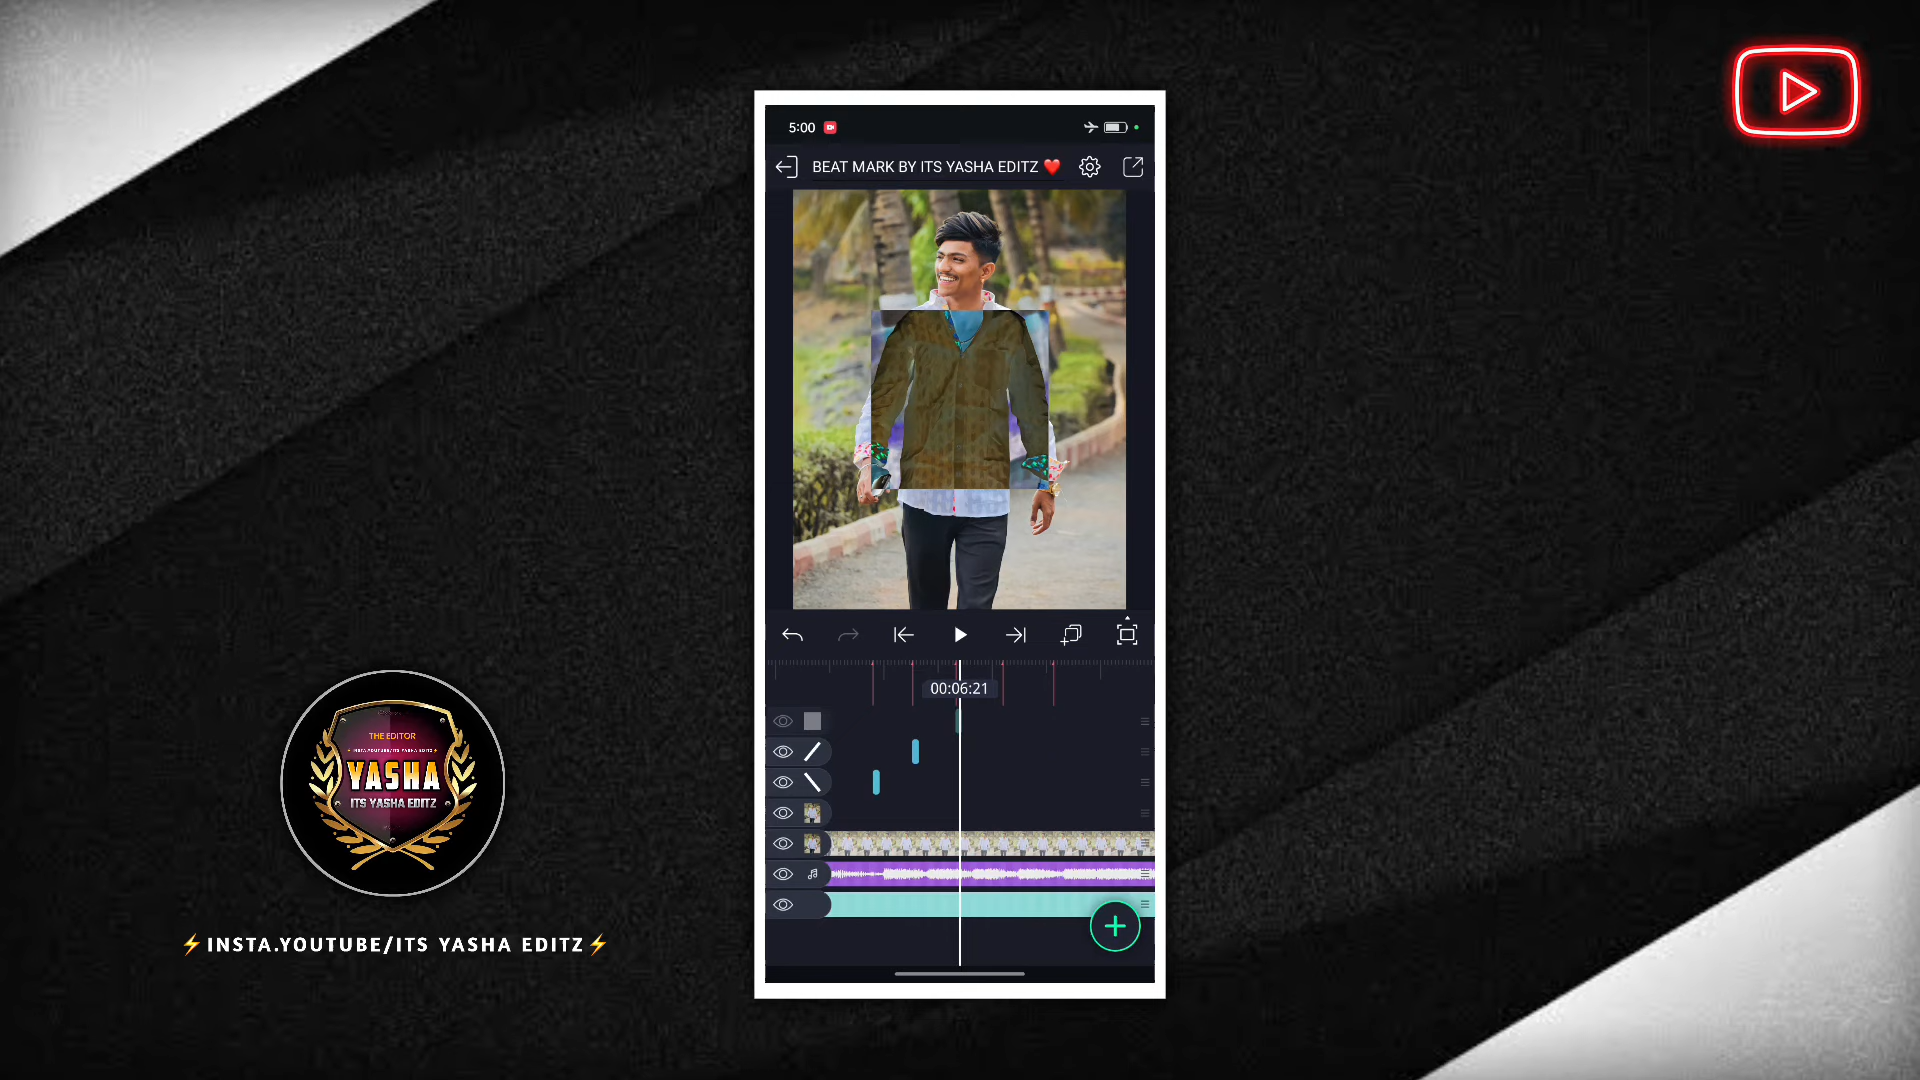 5:00
BEAT MARK BY ITS YASHA EDITZ ❤️
00:06:21
THE EDITOR
YASHA
ITS YASHA EDITZ
⚡INSTA.YOUTUBE/ITS YASHA EDITZ⚡